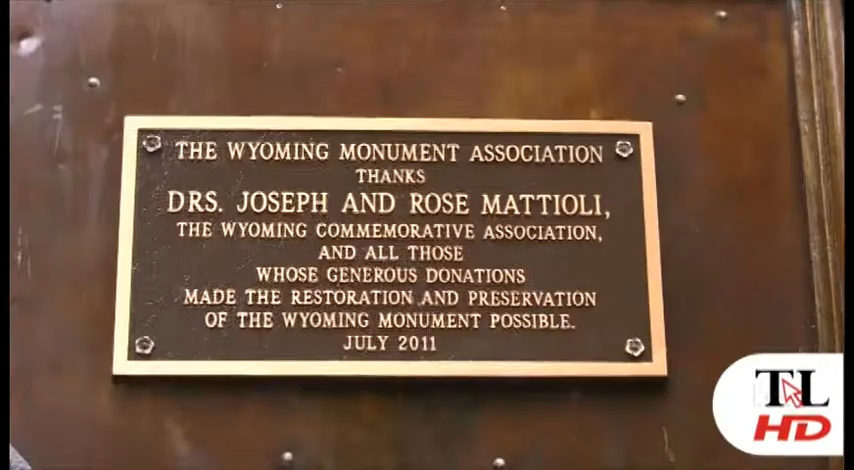 THE WYOMING MONUMENT ASSOCIATION
THANKS
DRS. JOSEPH AND ROSE MATTIOLI,
THE WYOMING COMMEMORATIVE ASSOCIATION,
AND ALL THOSE
WHOSE GENEROUS DONATIONS
MADE THE RESTORATION AND PRESERVATION
OF THE WYOMING MONUMENT POSSIBLE.
JULY 2011
TL
HD